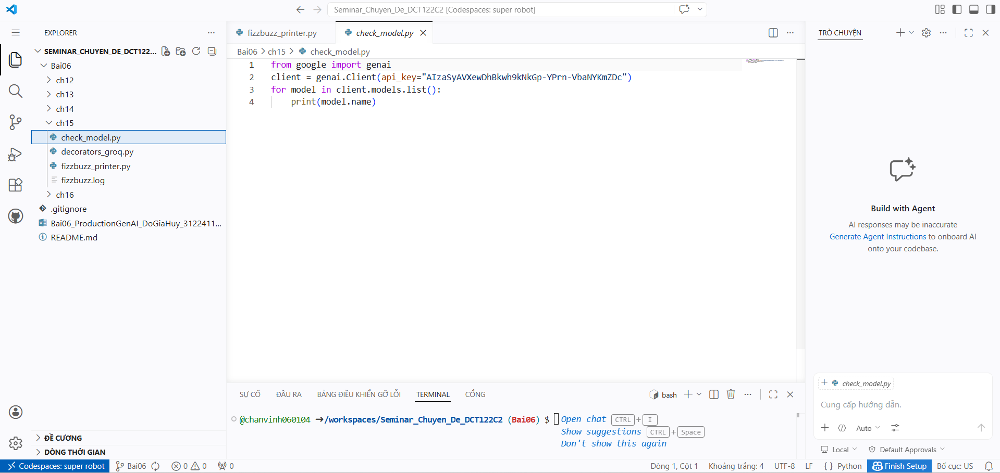 Seminar_Chuyen_De_DCT122C2 [Codespaces: super robot]
EXPLORER
SEMINAR_CHUYEN_DE_DCT122...
Bai06
ch12
ch13
ch14
ch15
check_model.py
decorators_groq.py
fizzbuzz_printer.py
fizzbuzz.log
ch16
.gitignore
Bai06_ProductionGenAI_DoGiaHuy_3122411...
README.md
ĐỀ CƯƠNG
DÒNG THỜI GIAN
fizzbuzz_printer.py
check_model.py
Bai06 > ch15 > check_model.py
1 from google import genai
2 client = genai.Client(api_key="AIzaSyAVXewDhBkwh9kNkGp-YPrn-VbaNYKmZDc")
3 for model in client.models.list():
4 print(model.name)
SỰ CỐ ĐẦU RA BẢNG ĐIỀU KHIỂN GỠ LỖI TERMINAL CỔNG
bash
@chanvinh060104 →/workspaces/Seminar_Chuyen_De_DCT122C2 (Bai06) $ Open chat CTRL + I
Show suggestions CTRL + Space
Don't show this again
TRÒ CHUYỆN
Build with Agent
AI responses may be inaccurate
Generate Agent Instructions to onboard AI
onto your codebase.
check_model.py
Cung cấp hướng dẫn.
Auto
Local
Default Approvals
Codespaces: super robot
Bai06
0
0
0
Dòng 1, Cột 1
Khoảng trắng: 4
UTF-8
LF
{ } Python
Finish Setup
Bố cục: US